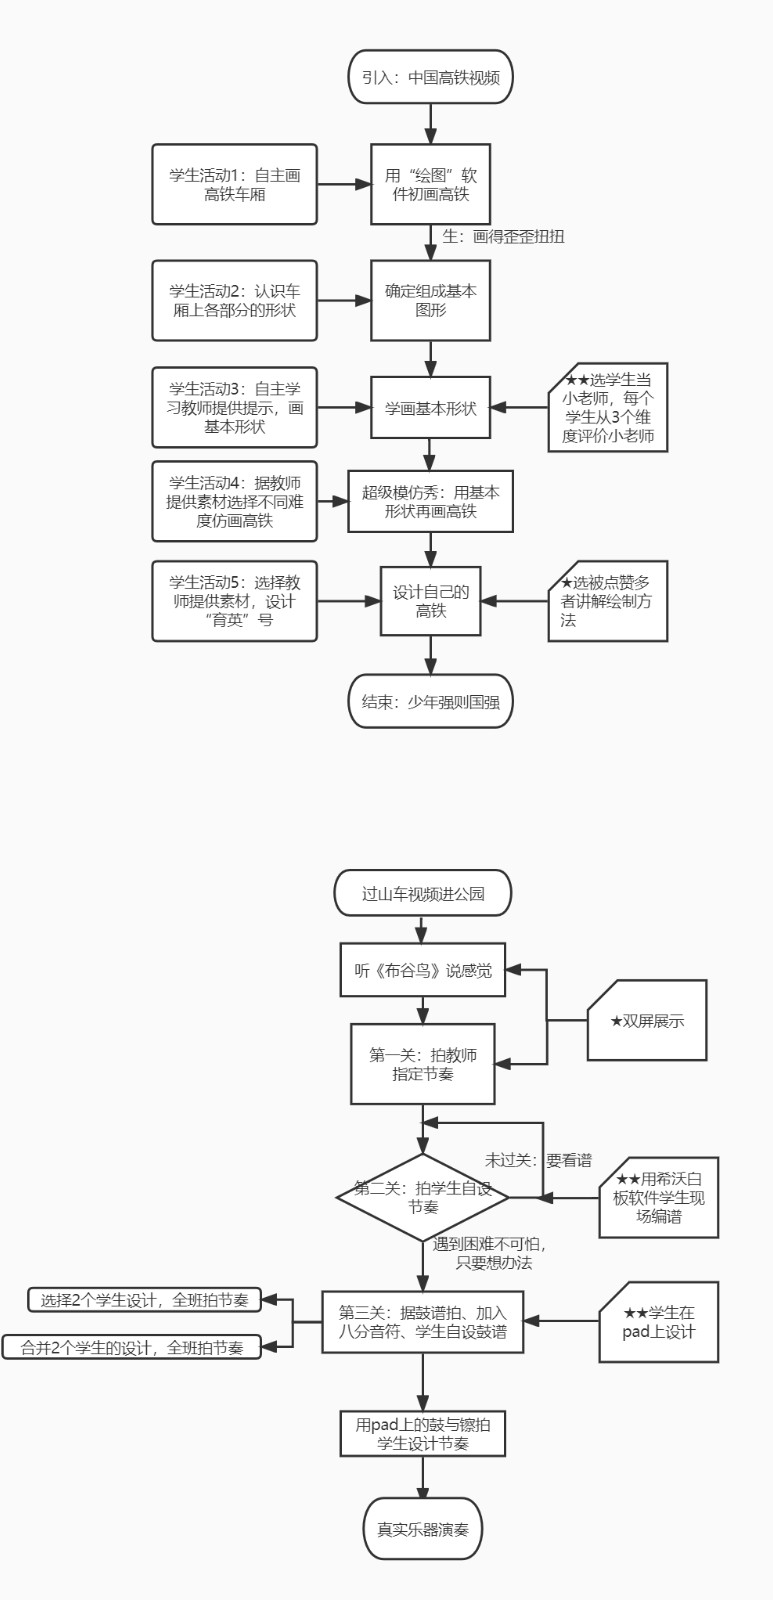 引入：中国高铁视频
学生活动1：自主画
高铁车厢
用“绘图”软
件初画高铁
生：画得歪歪扭扭
学生活动2：认识车
厢上各部分的形状
确定组成基本
图形
学生活动3：自主学
习教师提供提示，画
基本形状
学画基本形状
★★选学生当
小老师，每个
学生从3个维
度评价小老师
学生活动4：据教师
提供素材选择不同难
度仿画高铁
超级模仿秀：用基本
形状再画高铁
学生活动5：选择教
师提供素材，设计
“育英”号
设计自己的
高铁
★选被点赞多
者讲解绘制方
法
结束：少年强则国强
过山车视频进公园
听《布谷鸟》说感觉
★双屏展示
第一关：拍教师
指定节奏
未过关：要看谱
第二关：拍学生自设
节奏
★★用希沃白
板软件学生现
场编谱
遇到困难不可怕，
只要想办法
选择2个学生设计，全班拍节奏
合并2个学生的设计，全班拍节奏
第三关：据鼓谱拍、加入
八分音符、学生自设鼓谱
★★学生在
pad上设计
用pad上的鼓与镲拍
学生设计节奏
真实乐器演奏